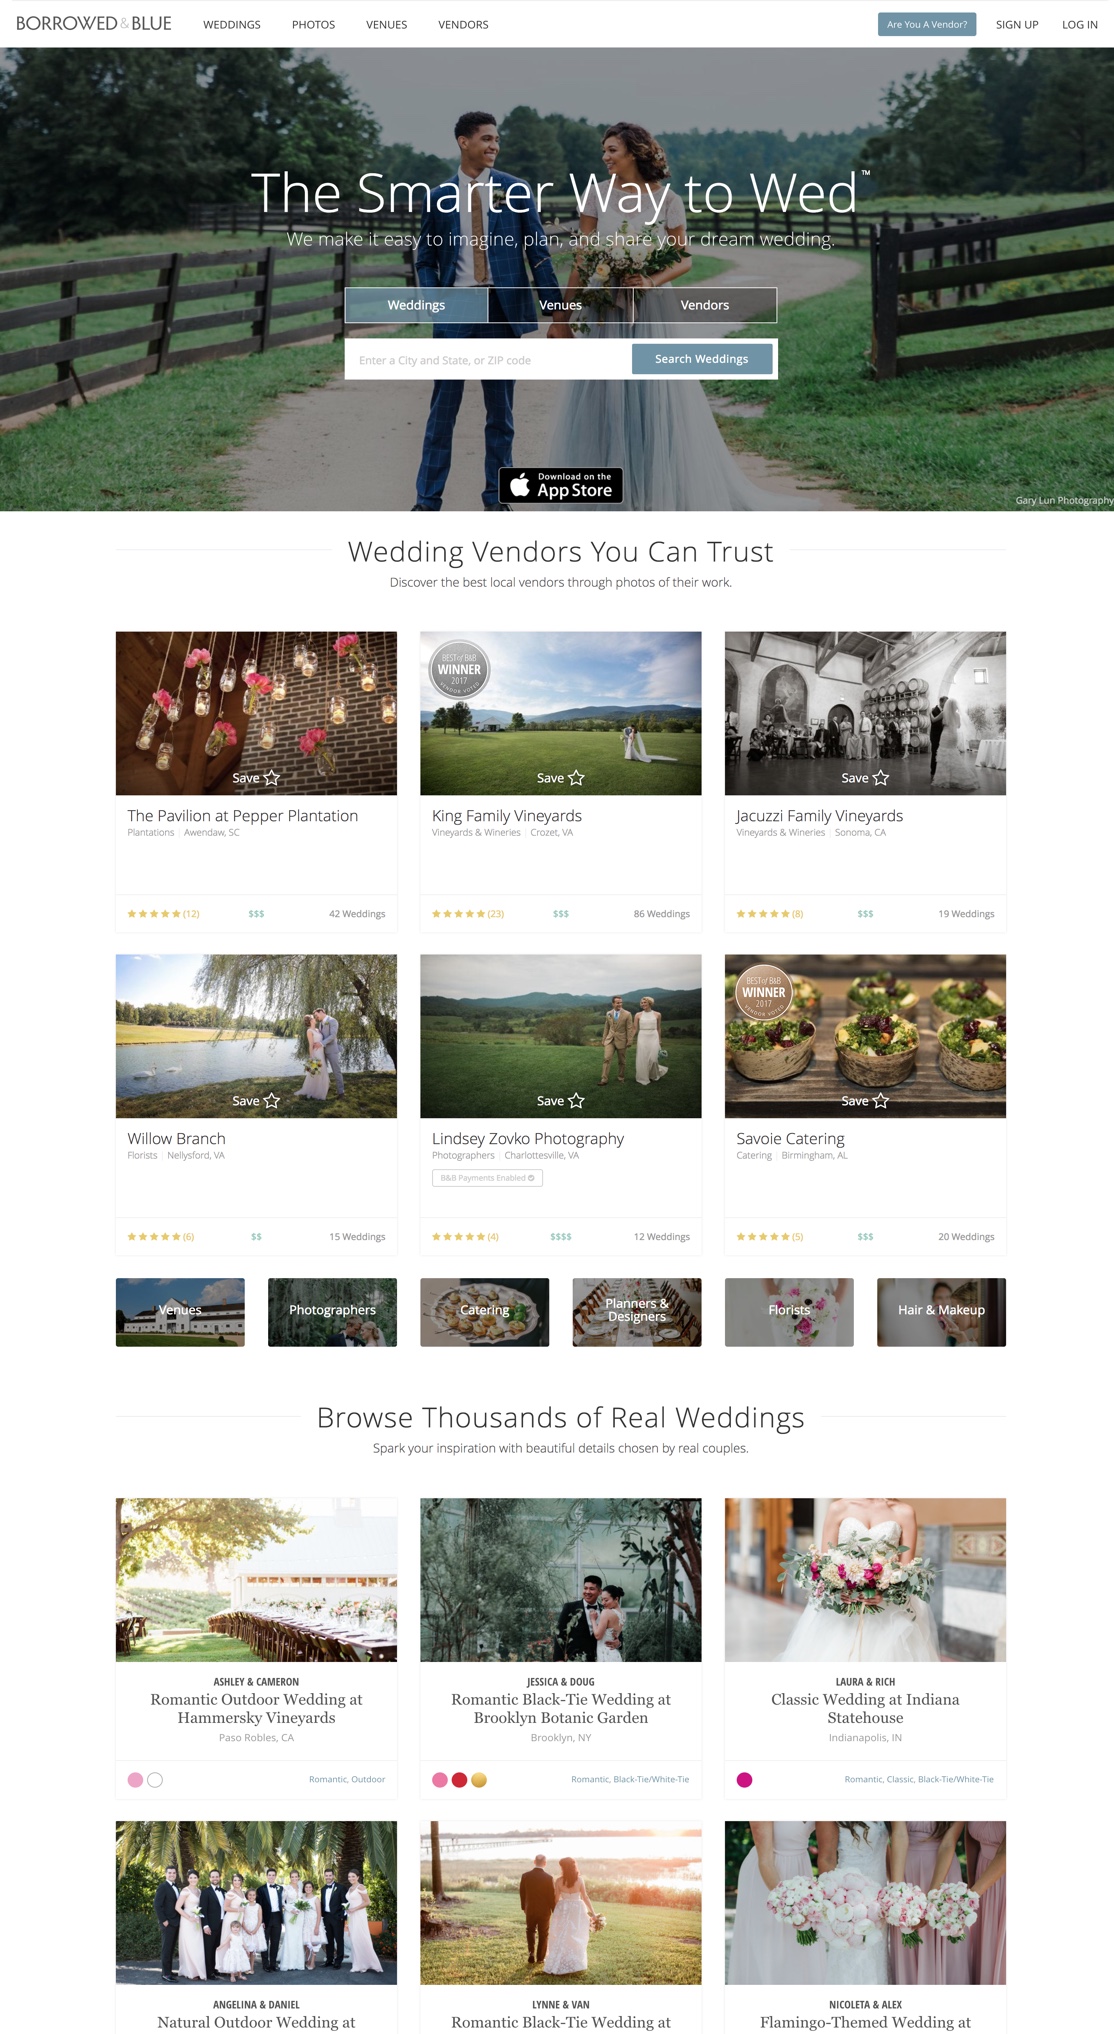 BORROWED & BLUE
WEDDINGS PHOTOS VENUES VENDORS
Are You A Vendor? SIGN UP LOG IN
The Smarter Way to Wed™
We make it easy to imagine, plan, and share your dream wedding.
Weddings Venues Vendors
Enter a City and State, or ZIP code Search Weddings
Download on the
App Store
Gary Lun Photography
Wedding Vendors You Can Trust
Discover the best local vendors through photos of their work.
Save
The Pavilion at Pepper Plantation
Plantations | Awendaw, SC
(12) $$$ 42 Weddings
BEST of B&B
WINNER
2017
VENDOR VOTED
Save
King Family Vineyards
Vineyards & Wineries | Crozet, VA
(23) $$$ 86 Weddings
Save
Jacuzzi Family Vineyards
Vineyards & Wineries | Sonoma, CA
(8) $$$ 19 Weddings
Save
Willow Branch
Florists | Nellysford, VA
(6) $$ 15 Weddings
Save
Lindsey Zovko Photography
Photographers | Charlottesville, VA
B&B Payments Enabled
(4) $$$$ 12 Weddings
BEST of B&B
WINNER
2017
VENDOR VOTED
Save
Savoie Catering
Catering | Birmingham, AL
(5) $$$ 20 Weddings
Venues
Photographers
Catering
Planners &
Designers
Florists
Hair & Makeup
Browse Thousands of Real Weddings
Spark your inspiration with beautiful details chosen by real couples.
ASHLEY & CAMERON
Romantic Outdoor Wedding at
Hammersky Vineyards
Paso Robles, CA
Romantic, Outdoor
JESSICA & DOUG
Romantic Black-Tie Wedding at
Brooklyn Botanic Garden
Brooklyn, NY
Romantic, Black-Tie/White-Tie
LAURA & RICH
Classic Wedding at Indiana
Statehouse
Indianapolis, IN
Romantic, Classic, Black-Tie/White-Tie
ANGELINA & DANIEL
Natural Outdoor Wedding at
LYNNE & VAN
Romantic Black-Tie Wedding at
NICOLETA & ALEX
Flamingo-Themed Wedding at